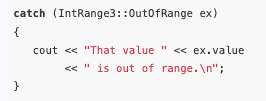 catch (IntRange3::OutOfRange ex)
{
   cout << "That value " << ex.value
        << " is out of range.\n";
}